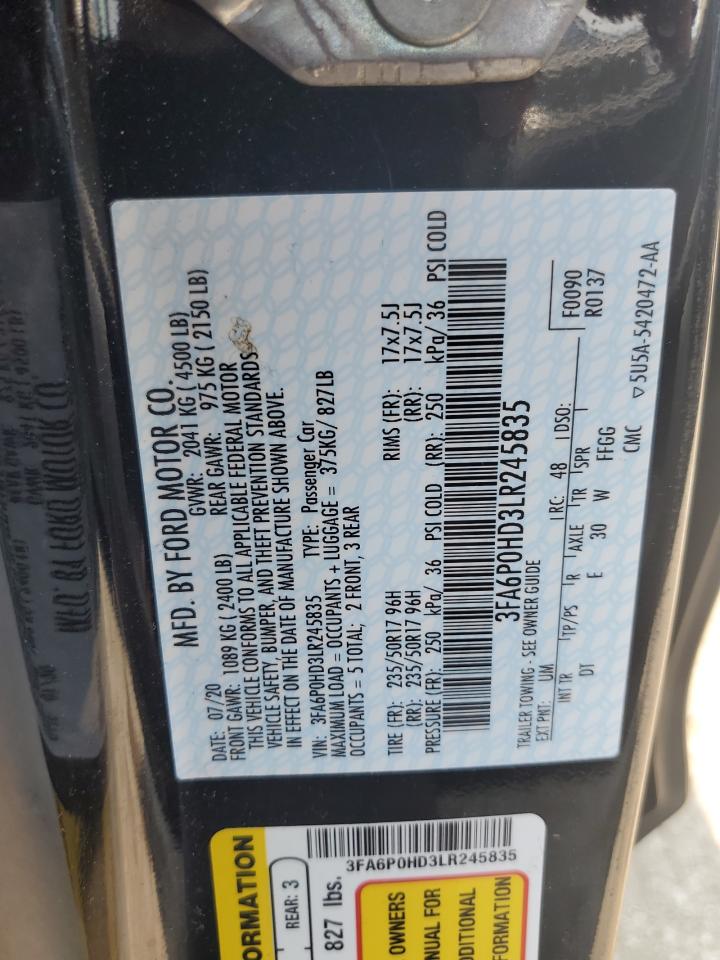 MFD. BY FORD MOTOR CO.
DATE: 07/20 GVWR: 2041 KG ( 4500 LB)
FRONT GAWR: 1089 KG ( 2400 LB) REAR GAWR: 975 KG ( 2150 LB)
THIS VEHICLE CONFORMS TO ALL APPLICABLE FEDERAL MOTOR
VEHICLE SAFETY, BUMPER, AND THEFT PREVENTION STANDARDS
IN EFFECT ON THE DATE OF MANUFACTURE SHOWN ABOVE.
VIN: 3FA6P0HD3LR245835 TYPE: Passenger Car
MAXIMUM LOAD = OCCUPANTS + LUGGAGE = 375KG/ 827LB
OCCUPANTS = 5 TOTAL; 2 FRONT, 3 REAR
TIRE (FR): 235/50R17 96H RIMS (FR): 17x7.5J
(RR): 235/50R17 96H (RR): 17x7.5J
PRESSURE (FR): 250 kPa/ 36 PSI COLD (RR): 250 kPa/ 36 PSI COLD
3FA6P0HD3LR245835
TRAILER TOWING - SEE OWNER GUIDE
EXT PNT: UM RC: 48 DSO: F0090
INT TR TP/PS R AXLE TR SPR R0137
DT E 30 W FFGG
CMC ▽5U5A-5420472-AA
ORMATION
REAR: 3
827 lbs.
3FA6P0HD3LR245835
OWNERS
NUAL FOR
DDITIONAL
FORMATION